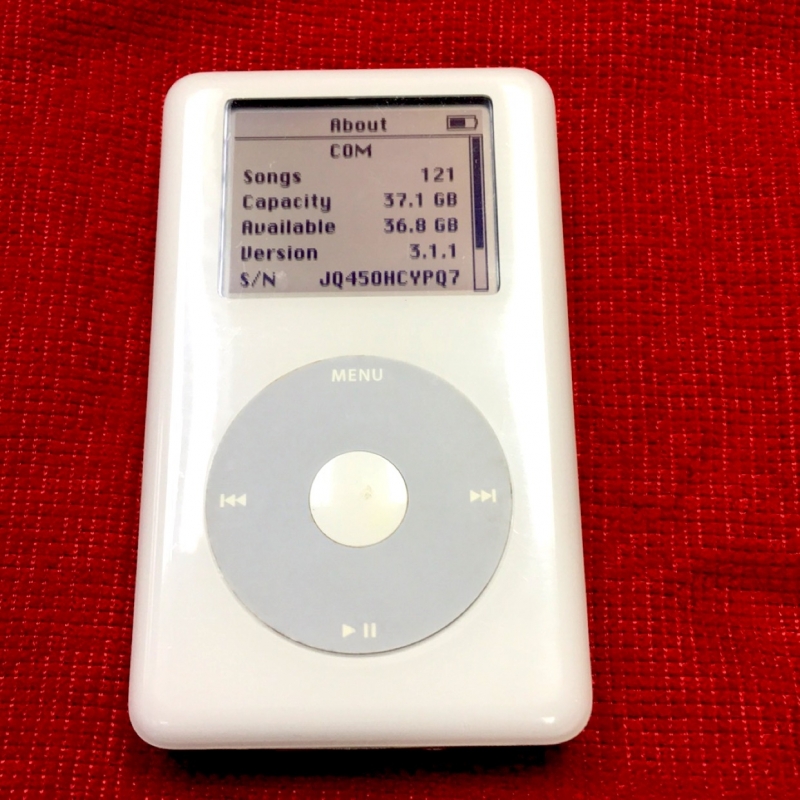 About
COM
Songs 121
Capacity 37.1 GB
Available 36.8 GB
Version 3.1.1
S/N JQ450HCYPQ7
MENU